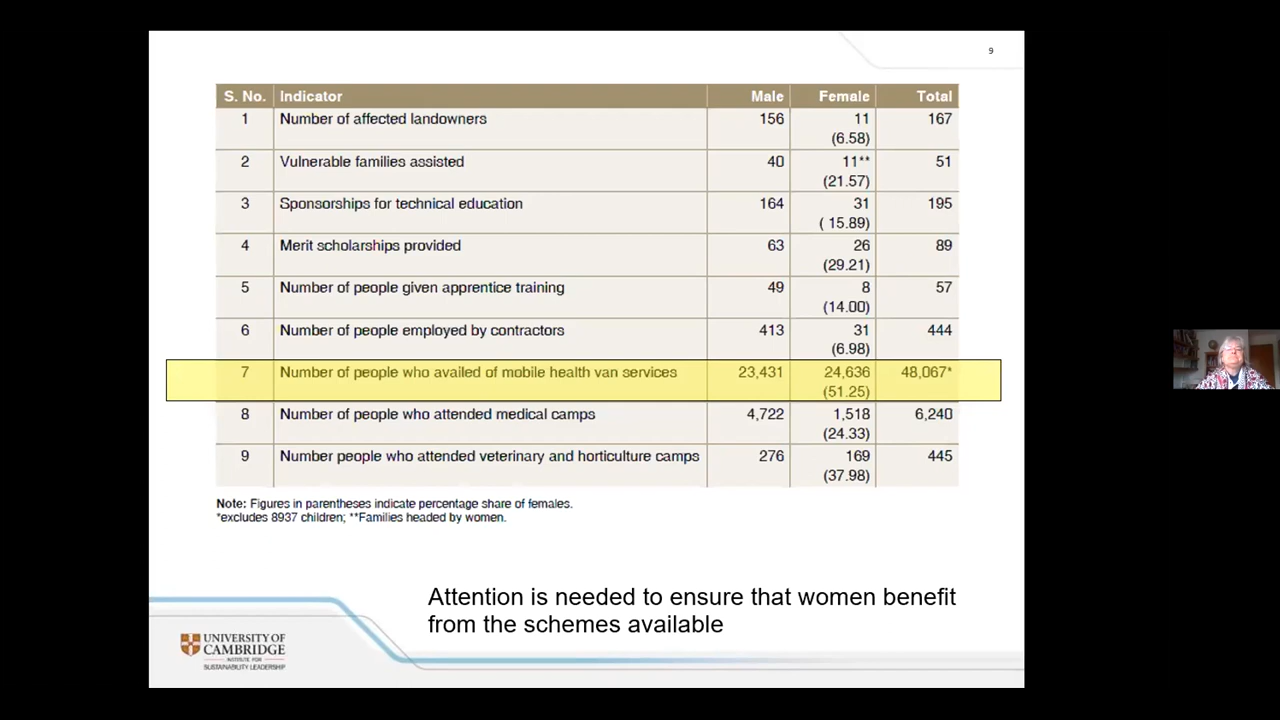 9
S. No. Indicator Male Female Total
1 Number of affected landowners 156 11 167
(6.58)
2 Vulnerable families assisted 40 11** 51
(21.57)
3 Sponsorships for technical education 164 31 195
( 15.89)
4 Merit scholarships provided 63 26 89
(29.21)
5 Number of people given apprentice training 49 8 57
(14.00)
6 Number of people employed by contractors 413 31 444
(6.98)
7 Number of people who availed of mobile health van services 23,431 24,636 48,067*
(51.25)
8 Number of people who attended medical camps 4,722 1,518 6,240
(24.33)
9 Number people who attended veterinary and horticulture camps 276 169 445
(37.98)
Note: Figures in parentheses indicate percentage share of females.
*excludes 8937 children; **Families headed by women.
Attention is needed to ensure that women benefit
from the schemes available
UNIVERSITY OF
CAMBRIDGE
INSTITUTE FOR
SUSTAINABILITY LEADERSHIP